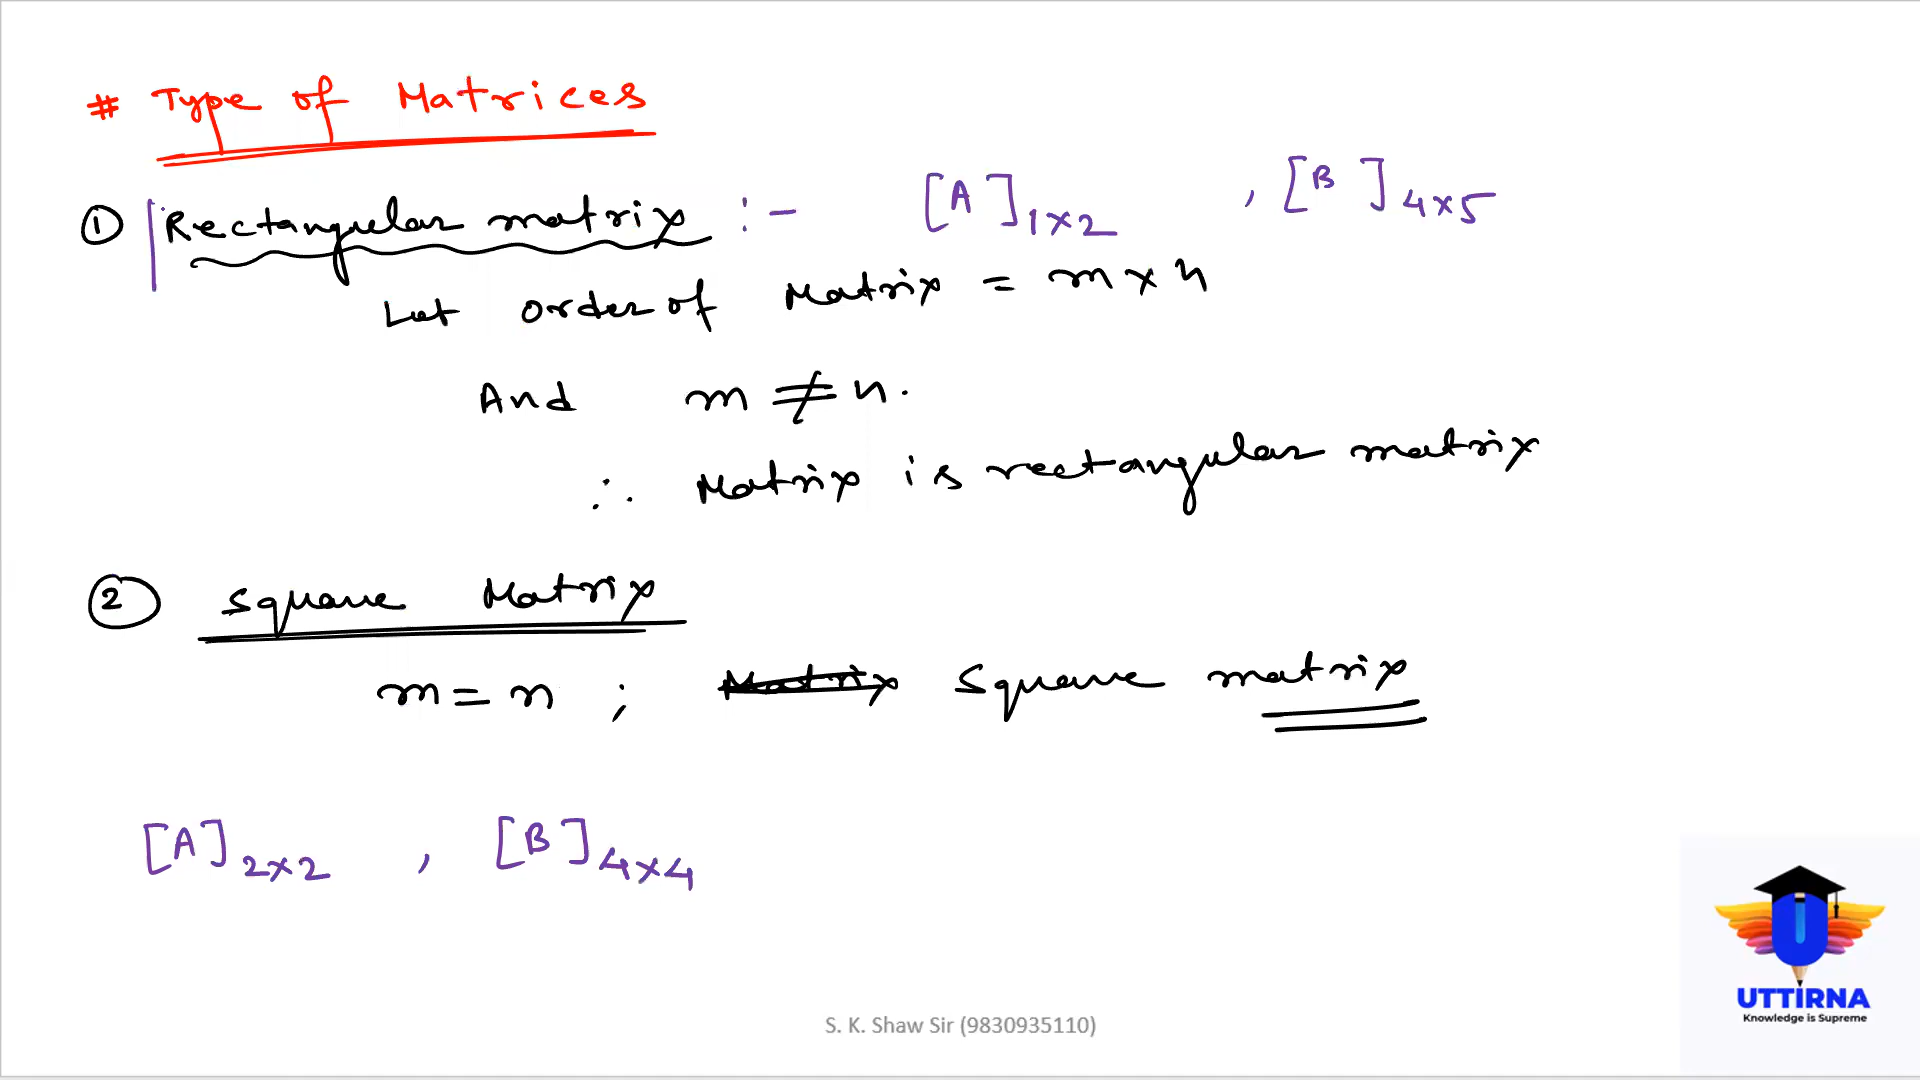 # Type of Matrices
① Rectangular matrix :- [A]1×2 , [B]4×5
Let order of Matrix = m × n
And m ≠ n.
∴ Matrix is rectangular matrix
② Square Matrix
m = n ; Matrix Square matrix
[A]2×2 , [B]4×4
UTTIRNA
Knowledge is Supreme
S. K. Shaw Sir (9830935110)